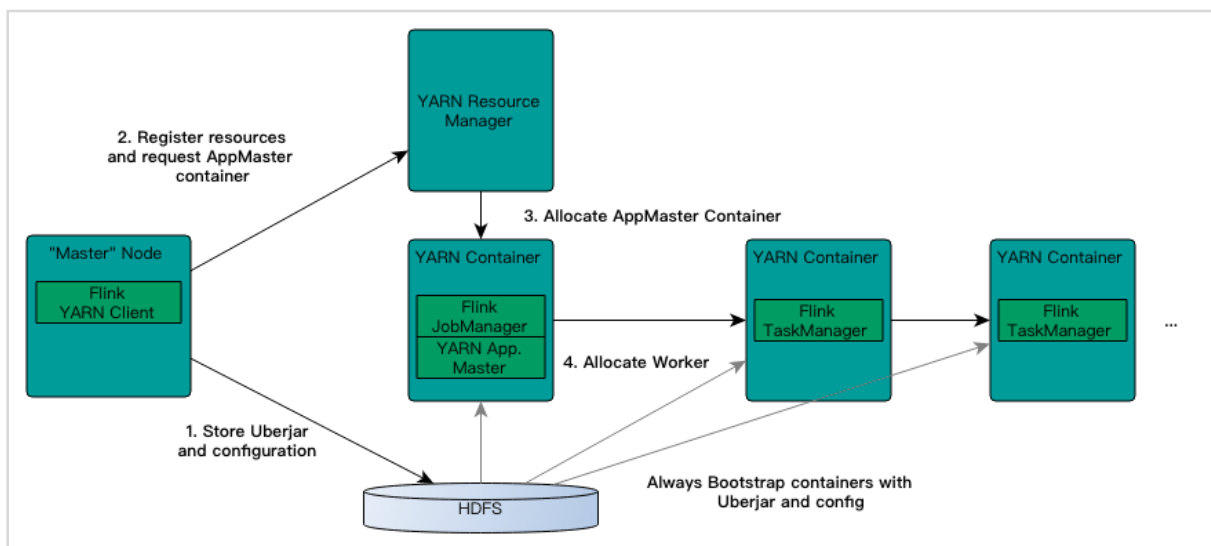 YARN Resource
Manager
2. Register resources
and request AppMaster
container
3. Allocate AppMaster Container
"Master" Node
Flink
YARN Client
YARN Container
Flink
JobManager
YARN App.
Master
4. Allocate Worker
YARN Container
Flink
TaskManager
YARN Container
Flink
TaskManager
...
1. Store Uberjar
and configuration
HDFS
Always Bootstrap containers with
Uberjar and config